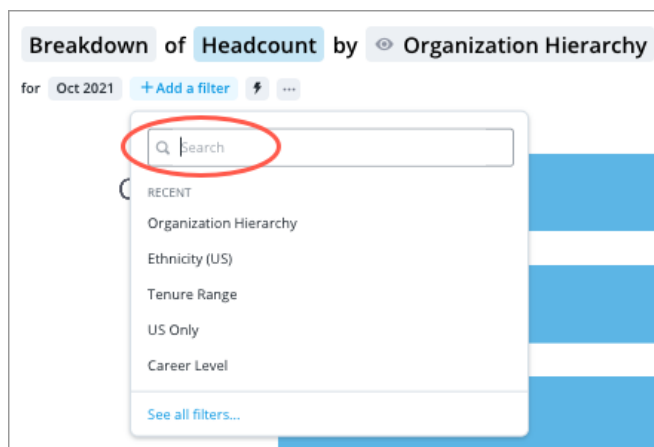 Breakdown of Headcount by Organization Hierarchy
for Oct 2021 + Add a filter ...
Search
RECENT
Organization Hierarchy
Ethnicity (US)
Tenure Range
US Only
Career Level
See all filters...